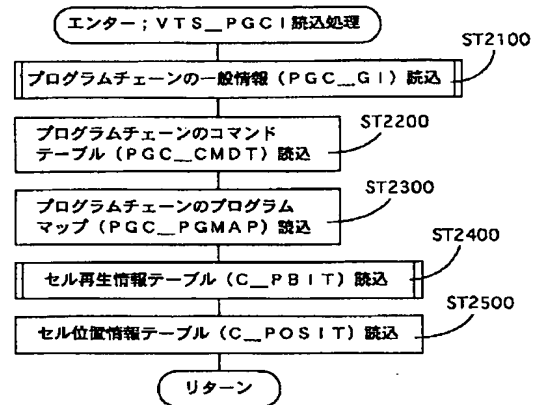 エンター；ＶＴＳ＿ＰＧＣＩ読込処理
ST2100
プログラムチェーンの一般情報（ＰＧＣ＿ＧＩ）読込
ST2200
プログラムチェーンのコマンド
テーブル（ＰＧＣ＿ＣＭＤＴ）読込
ST2300
プログラムチェーンのプログラム
マップ（ＰＧＣ＿ＰＧＭＡＰ）読込
ST2400
セル再生情報テーブル（Ｃ＿ＰＢＩＴ）読込
ST2500
セル位置情報テーブル（Ｃ＿ＰＯＳＩＴ）読込
リターン